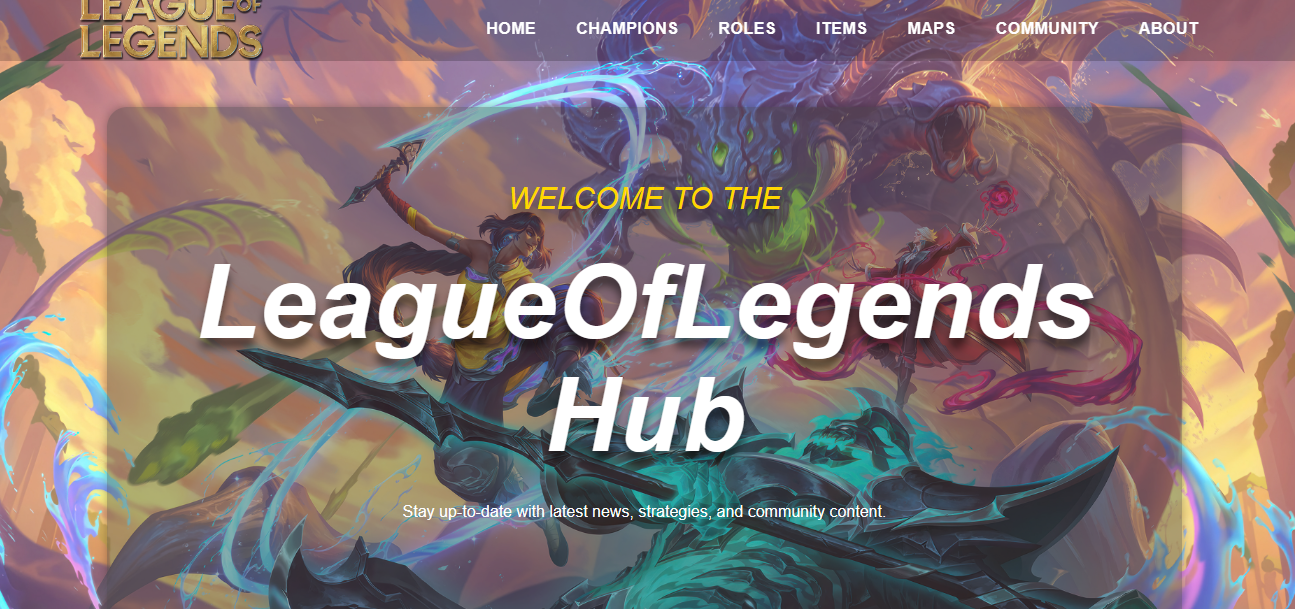 LEAGUE OF
LEGENDS
HOME CHAMPIONS ROLES ITEMS MAPS COMMUNITY ABOUT
WELCOME TO THE
LeagueOfLegends
Hub
Stay up-to-date with latest news, strategies, and community content.